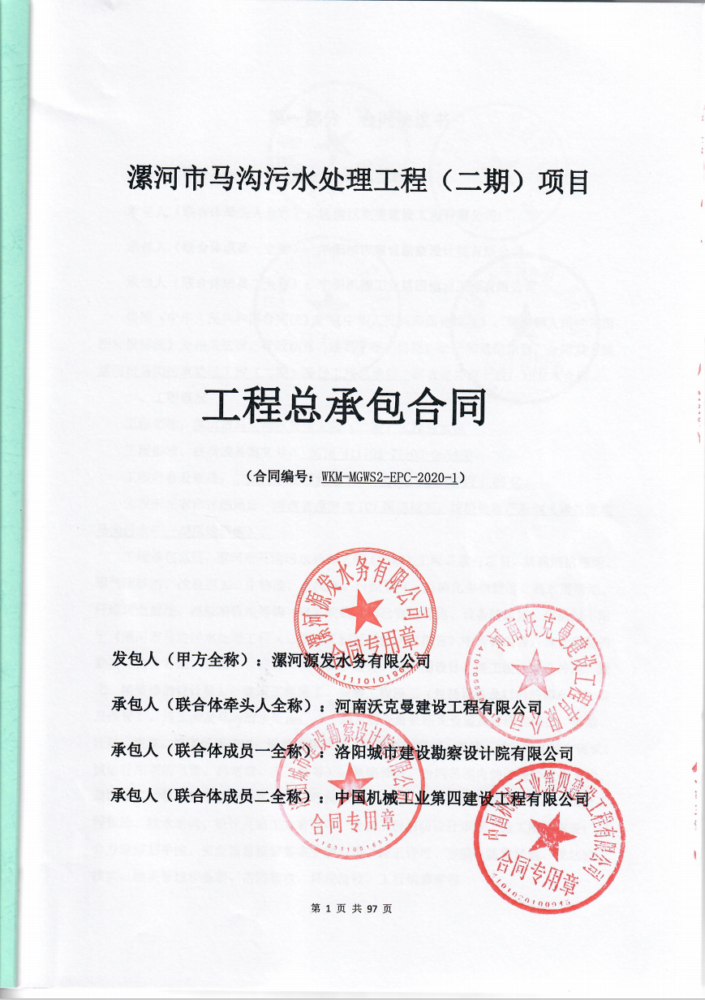 漯河市马沟污水处理工程（二期）项目
工程总承包合同
（合同编号：WKM-MGWS2-EPC-2020-1）
漯河源发水务有限公司
合同专用章
河南沃克曼建设工程有限公司
发包人（甲方全称）：漯河源发水务有限公司
承包人（联合体牵头人全称）：河南沃克曼建设工程有限公司
承包人（联合体成员一全称）：洛阳城市建设勘察设计院有限公司
承包人（联合体成员二全称）：中国机械工业第四建设工程有限公司
洛阳城市建设勘察设计院有限公司
合同专用章
中国机械工业第四建设工程有限公司
合同专用章
第 1 页 共 97 页